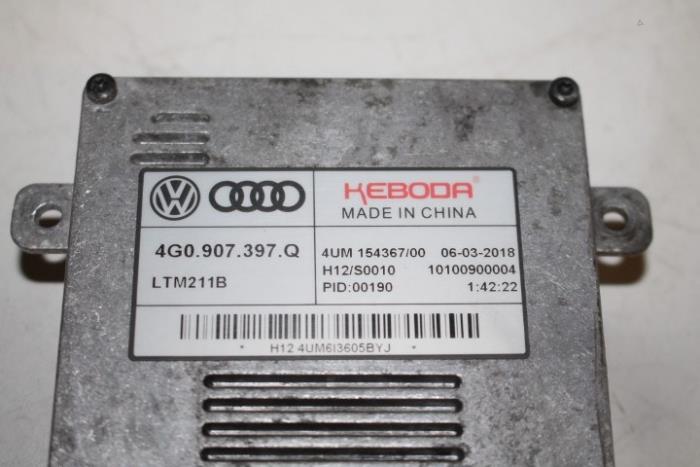 KEBODA
MADE IN CHINA
4G0.907.397.Q
LTM211B
4UM 154367/00 06-03-2018
H12/S0010 10100900004
PID:00190 1:42:22
* H12 4UM6I3605BYJ *